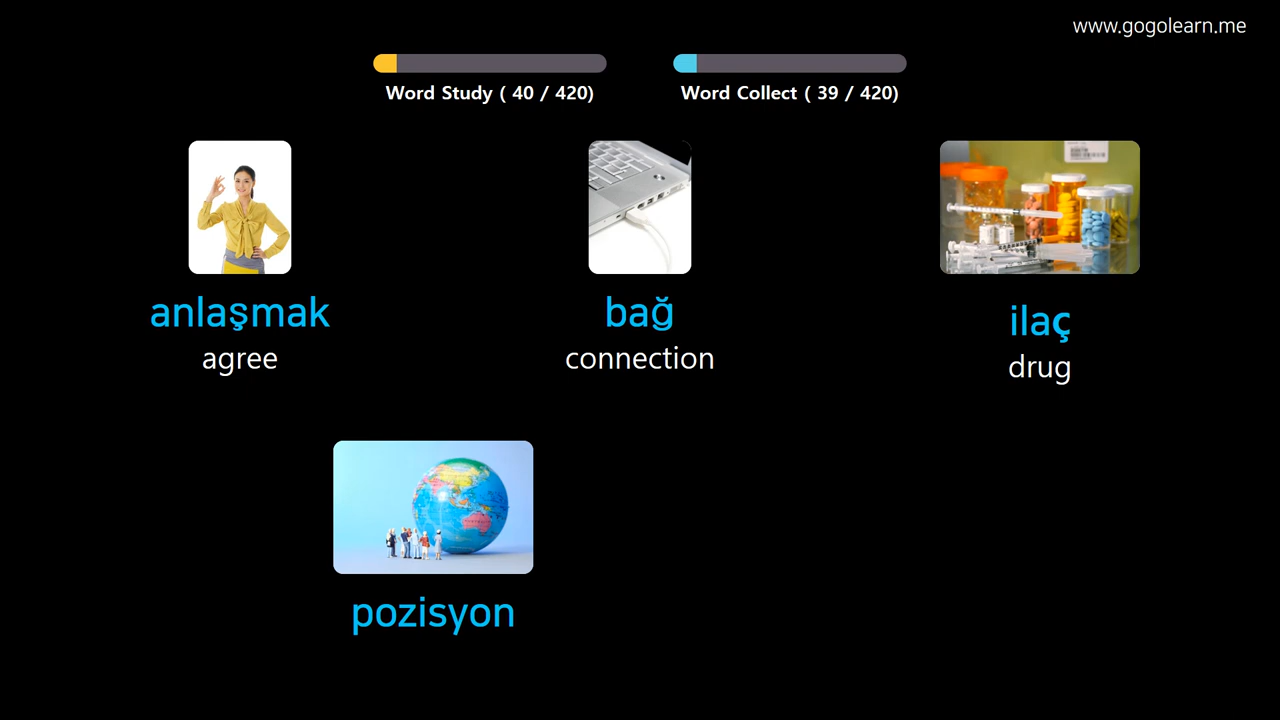 www.gogolearn.me
Word Study ( 40 / 420)
Word Collect ( 39 / 420)
anlaşmak
agree
bağ
connection
ilaç
drug
pozisyon